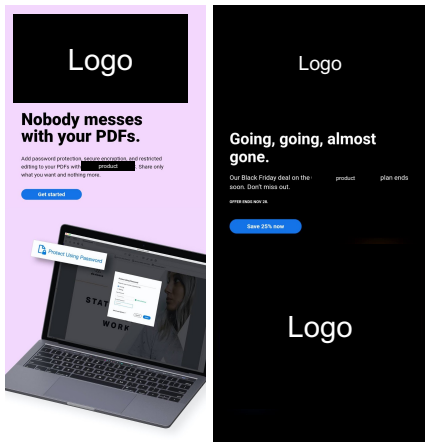 Logo
Nobody messes
with your PDFs.
Add password protection, secure encryption, and restricted
editing to your PDFs with product . Share only
what you want and nothing more.
Get started
Protect Using Password
STAT
WORK
Logo
Going, going, almost
gone.
Our Black Friday deal on the product plan ends
soon. Don't miss out.
OFFER ENDS NOV 28.
Save 25% now
Logo